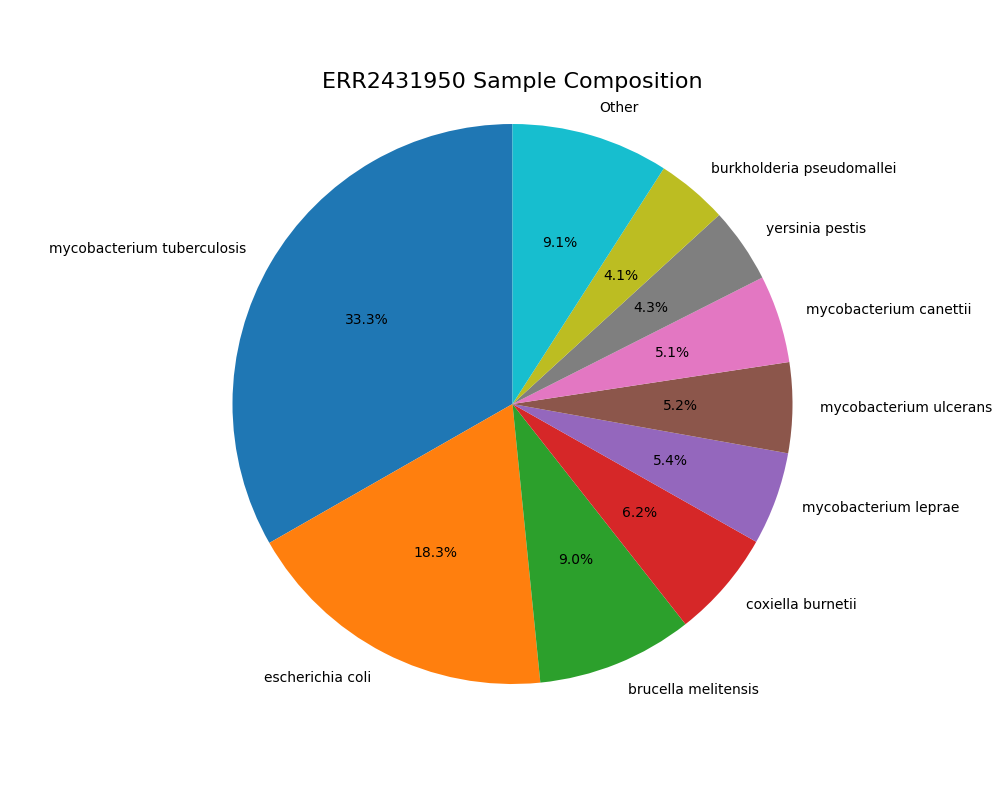 ERR2431950 Sample Composition
Other
burkholderia pseudomallei
yersinia pestis
mycobacterium tuberculosis
9.1%
4.1%
4.3%
mycobacterium canettii
33.3%
5.1%
5.2%
mycobacterium ulcerans
5.4%
mycobacterium leprae
6.2%
18.3%
9.0%
coxiella burnetii
escherichia coli
brucella melitensis